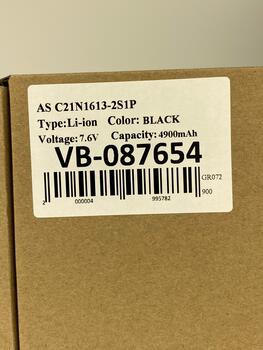 AS C21N1613-2S1P
Type:Li-ion Color: BLACK
Voltage:7.6V Capacity:4900mAh
VB-087654
GR072
900
2 000004 995782